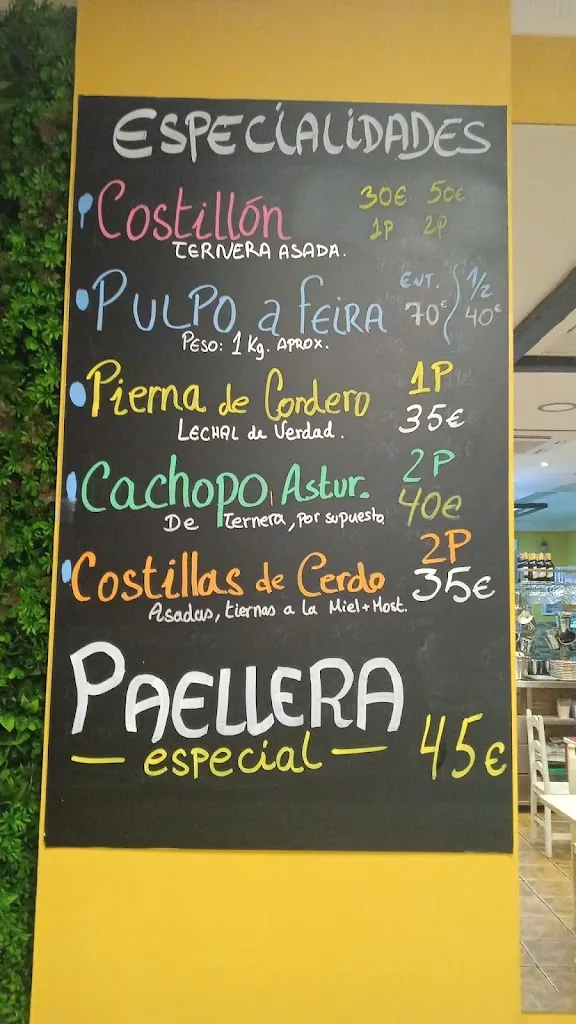 ESPECIALIDADES
Costillón 30€ 50€
1P 2P
TERNERA ASADA.
PULPO a feira ENT. 70€ 1/2 40€
PESO: 1 Kg. APROX.
Pierna de Cordero 1P
LECHAL de Verdad. 35€
Cachopo Astur. 2P
De Ternera, por supuesto 40€
Costillas de Cerdo 2P
35€
Asadas, tiernas a la Miel+Most.
PAELLERA
— especial — 45€